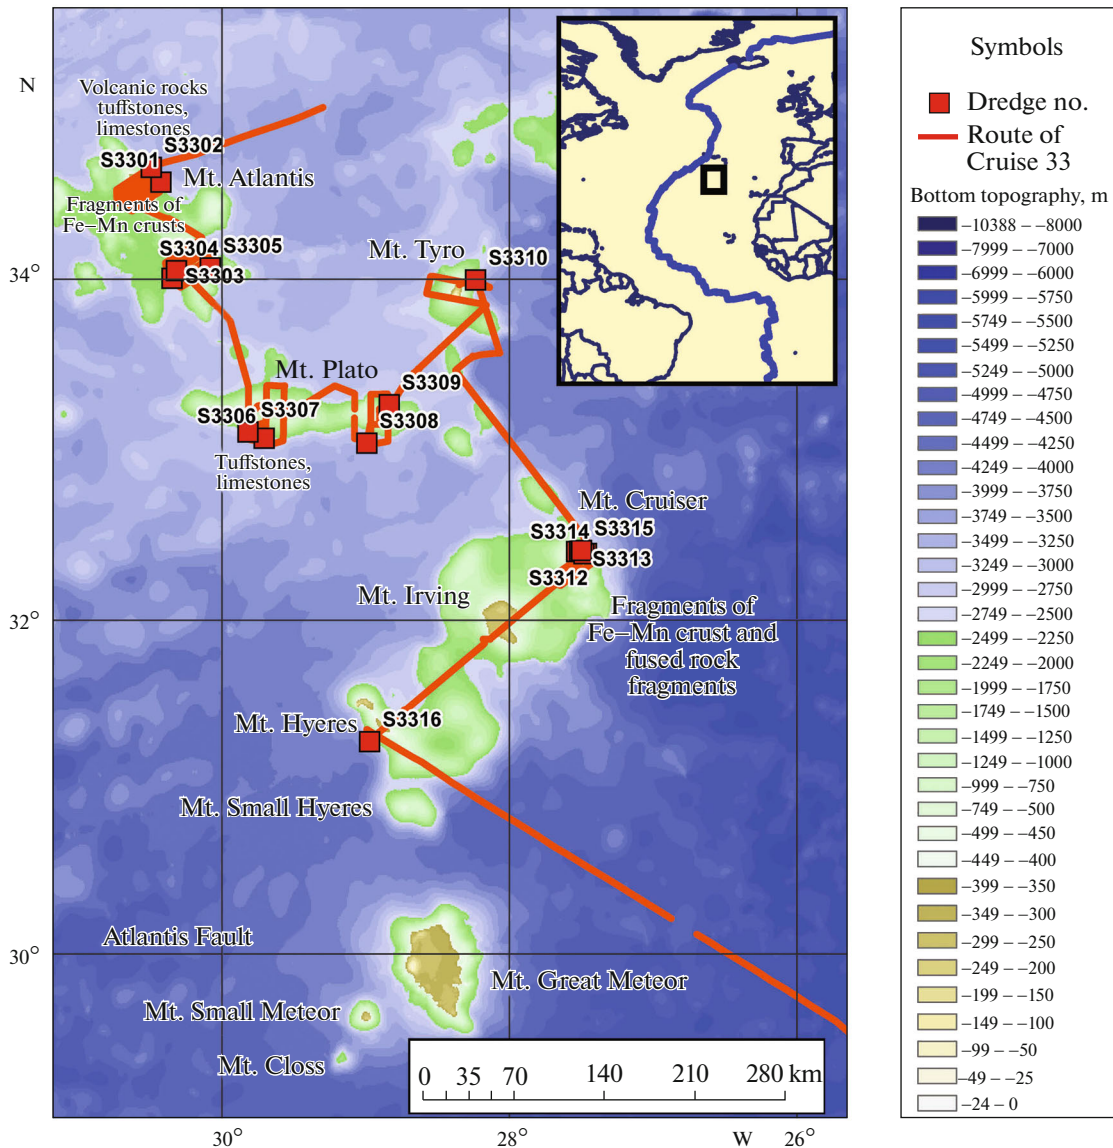 N
Volcanic rocks
tuffstones,
limestones
S3302
S3301
Mt. Atlantis
Fragments of
Fe–Mn crusts
S3304
S3305
S3303
Mt. Tyro
S3310
34°
Mt. Plato
S3309
S3306
S3307
S3308
Tuffstones,
limestones
Mt. Cruiser
S3314
S3315
S3313
S3312
Mt. Irving
Fragments of
Fe–Mn crust and
fused rock
fragments
32°
S3316
Mt. Hyeres
Mt. Small Hyeres
Atlantis Fault
30°
Mt. Great Meteor
Mt. Small Meteor
Mt. Closs
0 35 70 140 210 280 km
30° 28° W 26°
Symbols
Dredge no.
Route of
Cruise 33
Bottom topography, m
–10388 – –8000
–7999 – –7000
–6999 – –6000
–5999 – –5750
–5749 – –5500
–5499 – –5250
–5249 – –5000
–4999 – –4750
–4749 – –4500
–4499 – –4250
–4249 – –4000
–3999 – –3750
–3749 – –3500
–3499 – –3250
–3249 – –3000
–2999 – –2750
–2749 – –2500
–2499 – –2250
–2249 – –2000
–1999 – –1750
–1749 – –1500
–1499 – –1250
–1249 – –1000
–999 – –750
–749 – –500
–499 – –450
–449 – –400
–399 – –350
–349 – –300
–299 – –250
–249 – –200
–199 – –150
–149 – –100
–99 – –50
–49 – –25
–24 – 0